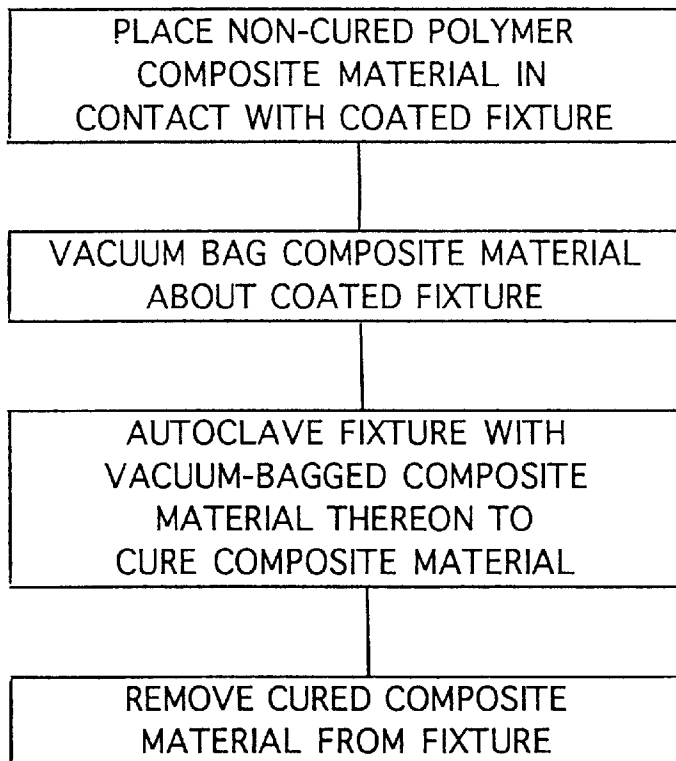 PLACE NON-CURED POLYMER
COMPOSITE MATERIAL IN
CONTACT WITH COATED FIXTURE
VACUUM BAG COMPOSITE MATERIAL
ABOUT COATED FIXTURE
AUTOCLAVE FIXTURE WITH
VACUUM-BAGGED COMPOSITE
MATERIAL THEREON TO
CURE COMPOSITE MATERIAL
REMOVE CURED COMPOSITE
MATERIAL FROM FIXTURE